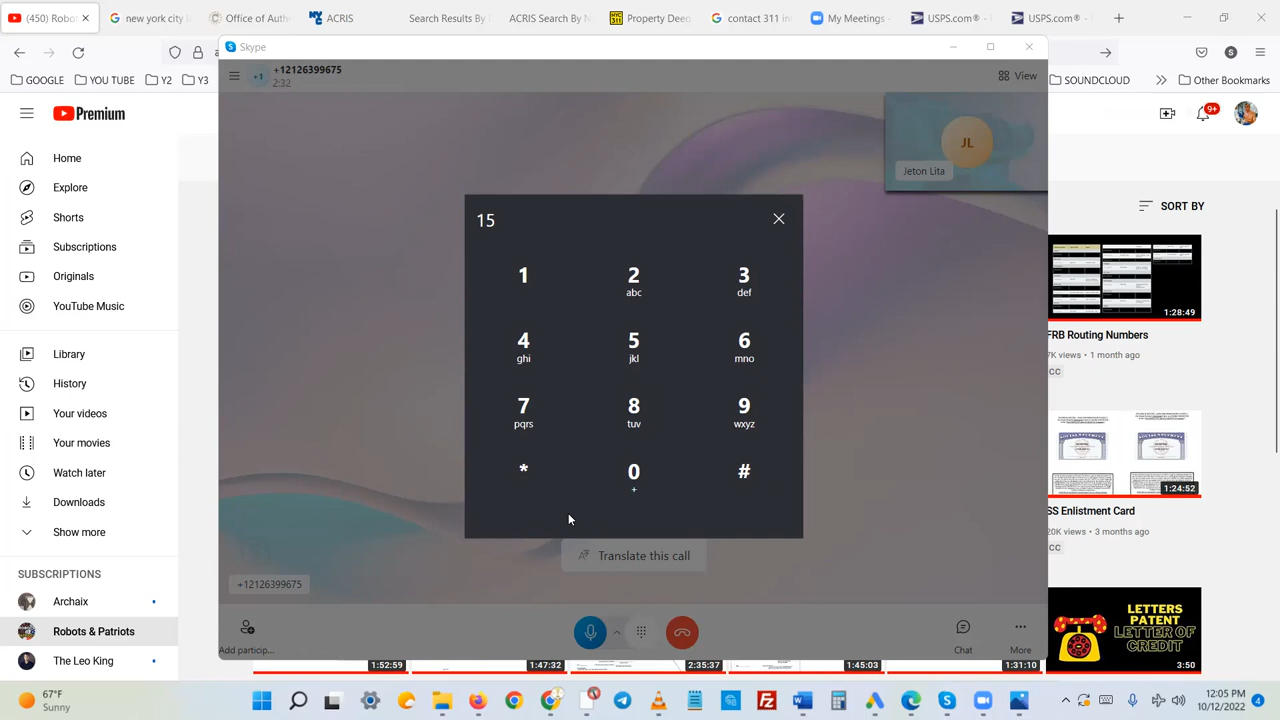 (450) Robo
new york city
Office of Auth
ACRIS
Search Results By
ACRIS Search By N
Property Deed
contact 311 in
My Meetings -
USPS.com® -
USPS.com® -
GOOGLE
YOU TUBE
Y2
Y3
SOUNDCLOUD
Other Bookmarks
Skype
+1
+12126399675
2:32
View
JL
Jeton Lita
Premium
9+
Home
Explore
Shorts
Subscriptions
Originals
YouTube Music
Library
History
Your videos
Your movies
Watch later
Downloads
Show more
SUBSCRIPTIONS
Archaix
Robots & Patriots
The Leo King
15
1
2
3
abc
def
4
5
6
ghi
jkl
mno
7
8
9
pqrs
tuv
wxyz
*
0
#
+
Translate this call
+12126399675
Add particip...
Chat
More
SORT BY
1:28:49
FRB Routing Numbers
7K views • 1 month ago
CC
1:24:52
SS Enlistment Card
20K views • 3 months ago
CC
LETTERS
PATENT
LETTER OF
CREDIT
3:50
1:52:59
1:47:32
2:35:37
1:45:03
67°F
Sunny
12:05 PM
10/12/2022
4